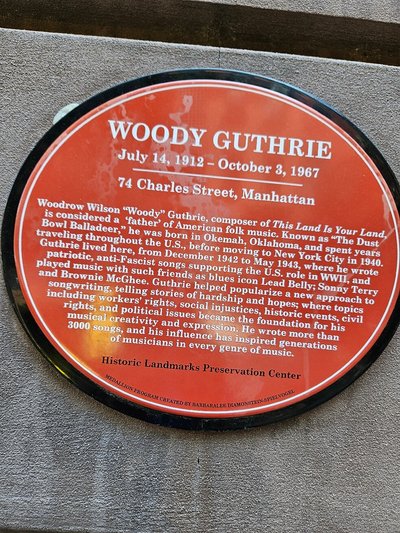 WOODY GUTHRIE
July 14, 1912 – October 3, 1967
74 Charles Street, Manhattan
Woodrow Wilson "Woody" Guthrie, composer of This Land Is Your Land,
is considered a 'father' of American folk music. Known as "The Dust
Bowl Balladeer," he was born in Okemah, Oklahoma, and spent years
traveling throughout the U.S., before moving to New York City in 1940.
Guthrie lived here, from December 1942 to May 1943, where he wrote
patriotic, anti-Fascist songs supporting the U.S. role in WWII, and
played music with such friends as blues icon Lead Belly; Sonny Terry
and Brownie McGhee. Guthrie helped popularize a new approach to
songwriting, telling stories of hardship and hopes; where topics
including workers' rights, social injustices, historic events, civil
rights, and political issues became the foundation for his
musical creativity and expression. He wrote more than
3000 songs, and his influence has inspired generations
of musicians in every genre of music.
Historic Landmarks Preservation Center
MEDALLION PROGRAM CREATED BY BARBARALEE DIAMONSTEIN-SPIELVOGEL